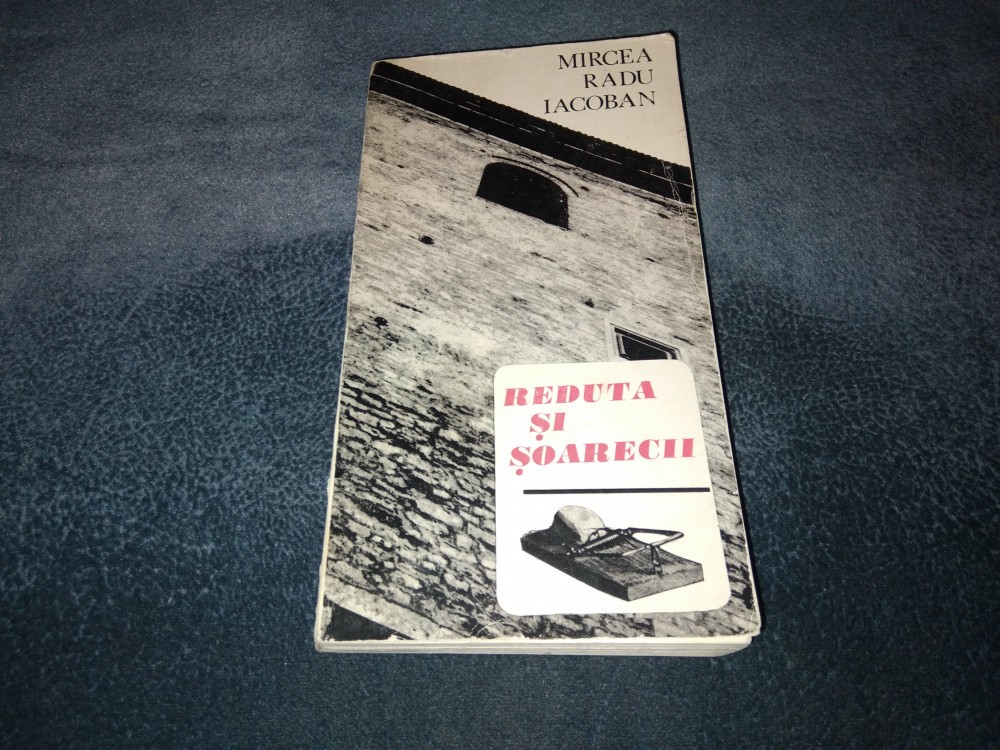 MIRCEA
RADU
IACOBAN
REDUTA
ȘI
ȘOARECII